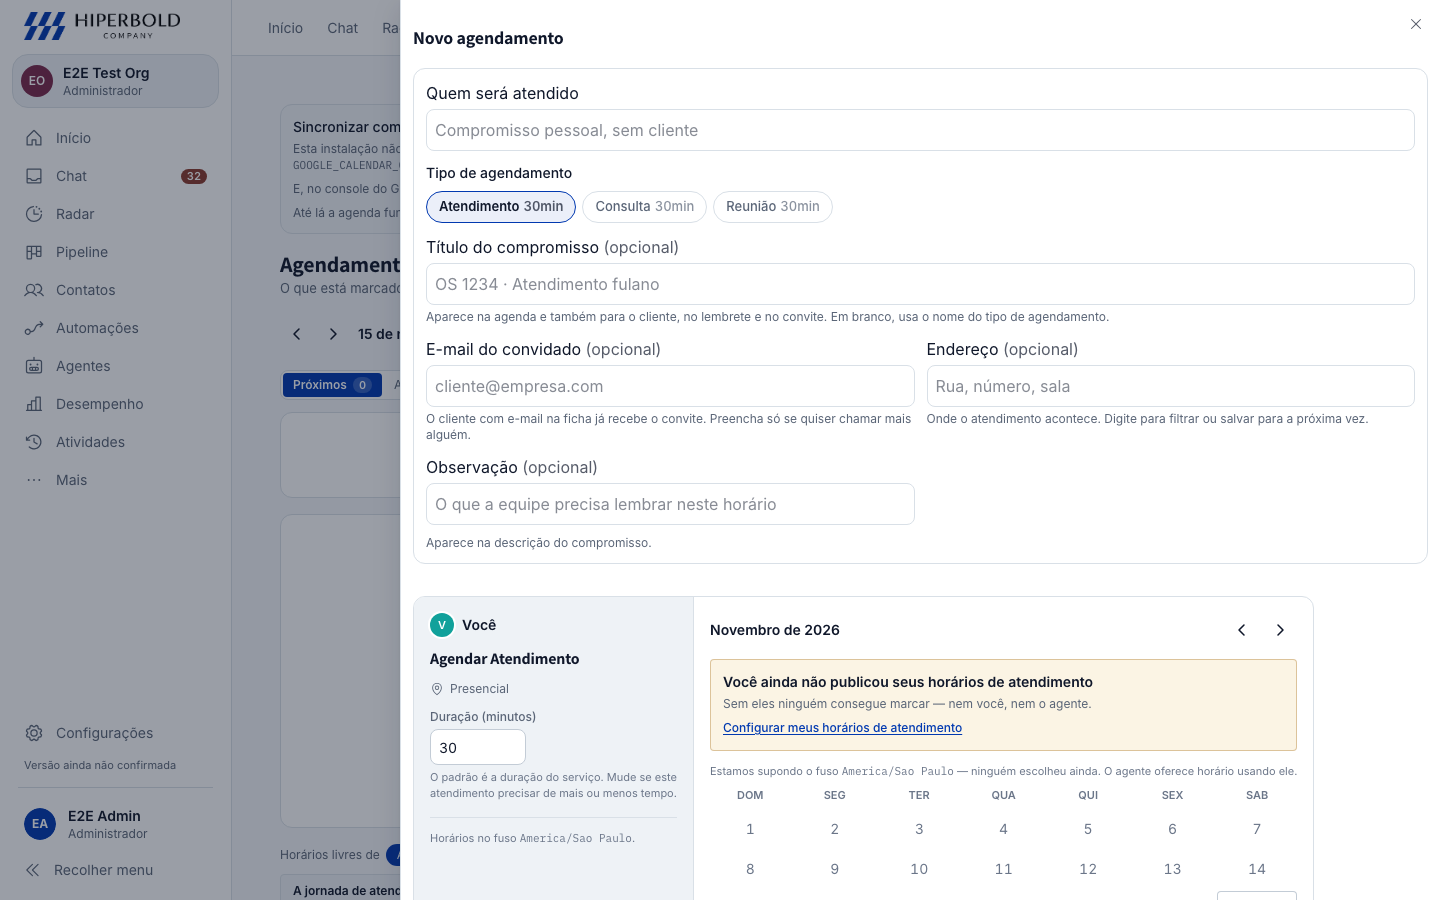 HIPERBOLD
COMPANY
EO
E2E Test Org
Administrador
Início
Chat
32
Radar
Pipeline
Contatos
Automações
Agentes
Desempenho
Atividades
Mais
Configurações
Versão ainda não confirmada
EA
E2E Admin
Administrador
Recolher menu
Início
Chat
Ra
Sincronizar com
Esta instalação não
GOOGLE_CALENDAR_
E, no console do G
Até lá a agenda fun
Agendament
O que está marcado
15 de
Próximos 0
A
Horários livres de
A jornada de atend
Novo agendamento
Quem será atendido
Compromisso pessoal, sem cliente
Tipo de agendamento
Atendimento 30min
Consulta 30min
Reunião 30min
Título do compromisso (opcional)
OS 1234 · Atendimento fulano
Aparece na agenda e também para o cliente, no lembrete e no convite. Em branco, usa o nome do tipo de agendamento.
E-mail do convidado (opcional)
cliente@empresa.com
O cliente com e-mail na ficha já recebe o convite. Preencha só se quiser chamar mais
alguém.
Endereço (opcional)
Rua, número, sala
Onde o atendimento acontece. Digite para filtrar ou salvar para a próxima vez.
Observação (opcional)
O que a equipe precisa lembrar neste horário
Aparece na descrição do compromisso.
V
Você
Agendar Atendimento
Presencial
Duração (minutos)
30
O padrão é a duração do serviço. Mude se este
atendimento precisar de mais ou menos tempo.
Horários no fuso America/Sao Paulo.
Novembro de 2026
Você ainda não publicou seus horários de atendimento
Sem eles ninguém consegue marcar — nem você, nem o agente.
Configurar meus horários de atendimento
Estamos supondo o fuso America/Sao Paulo — ninguém escolheu ainda. O agente oferece horário usando ele.
DOM SEG TER QUA QUI SEX SAB
1 2 3 4 5 6 7
8 9 10 11 12 13 14